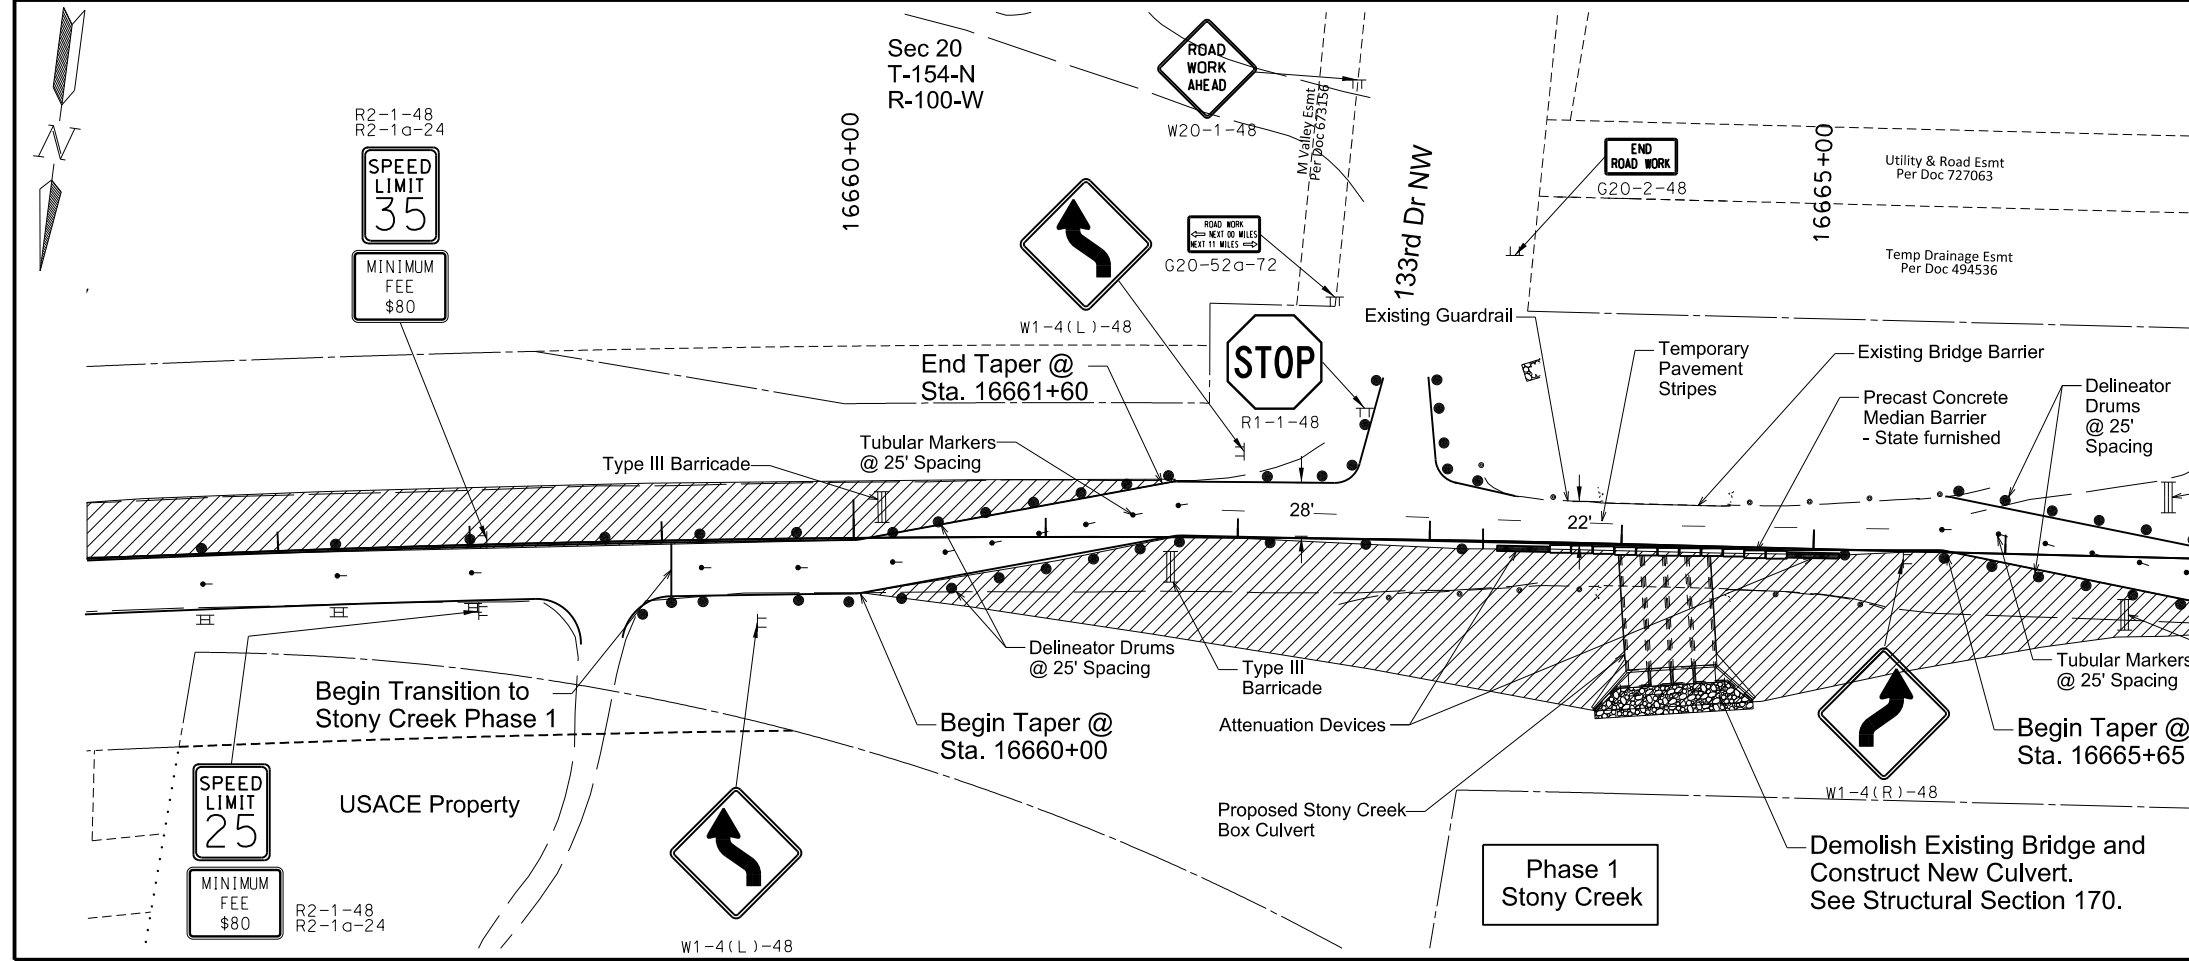 N
R2-1-48
R2-1a-24
SPEED
LIMIT
35
MINIMUM
FEE
$80
Sec 20
T-154-N
R-100-W
16660+00
ROAD
WORK
AHEAD
W20-1-48
M Valley Esmt
Per Doc 673156
133rd Dr NW
END
ROAD WORK
G20-2-48
16665+00
Utility & Road Esmt
Per Doc 727063
Temp Drainage Esmt
Per Doc 494536
W1-4(L)-48
ROAD WORK
NEXT 00 MILES
NEXT 11 MILES
G20-52a-72
Existing Guardrail
STOP
R1-1-48
End Taper @
Sta. 16661+60
Temporary
Pavement
Stripes
Existing Bridge Barrier
Precast Concrete
Median Barrier
- State furnished
Delineator
Drums
@ 25'
Spacing
Type III Barricade
Tubular Markers
@ 25' Spacing
28'
22'
Begin Transition to
Stony Creek Phase 1
Delineator Drums
@ 25' Spacing
Type III
Barricade
Attenuation Devices
Begin Taper @
Sta. 16660+00
Tubular Markers
@ 25' Spacing
Begin Taper @
Sta. 16665+65
W1-4(R)-48
SPEED
LIMIT
25
MINIMUM
FEE
$80
R2-1-48
R2-1a-24
USACE Property
W1-4(L)-48
Proposed Stony Creek
Box Culvert
Phase 1
Stony Creek
Demolish Existing Bridge and
Construct New Culvert.
See Structural Section 170.